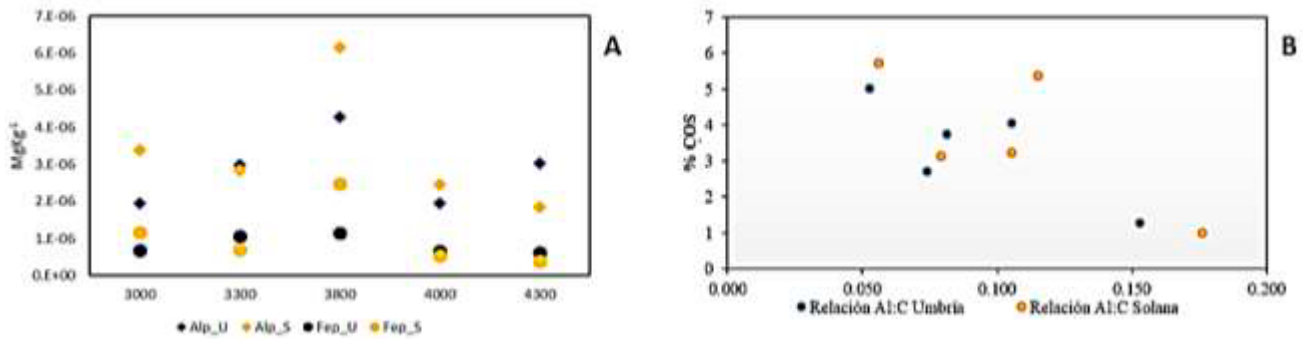 7.E-06
6.E-06
5.E-06
4.E-06
3.E-06
2.E-06
1.E-06
0.E+00
MgKg-1
3000 3300 3800 4000 4300
Alp_U Alp_S Fep_U Fep_S
A
7
6
5
4
3
2
1
0
% COS
0.000 0.050 0.100 0.150 0.200
Relación Al:C Umbría Relación Al:C Solana
B